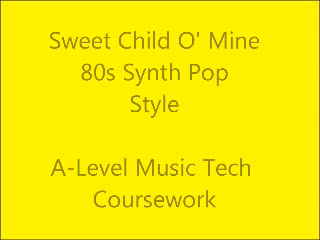 Sweet Child O' Mine
80s Synth Pop
Style
A-Level Music Tech
Coursework